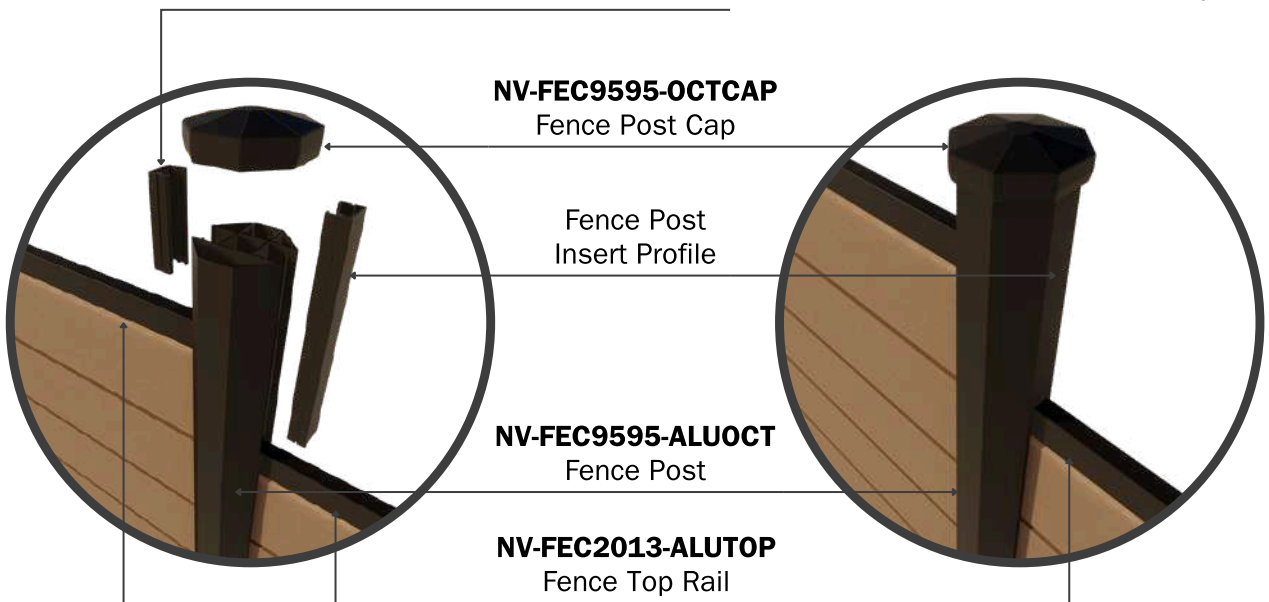 NV-FEC9595-OCTCAP
Fence Post Cap
Fence Post
Insert Profile
NV-FEC9595-ALUOCT
Fence Post
NV-FEC2013-ALUTOP
Fence Top Rail